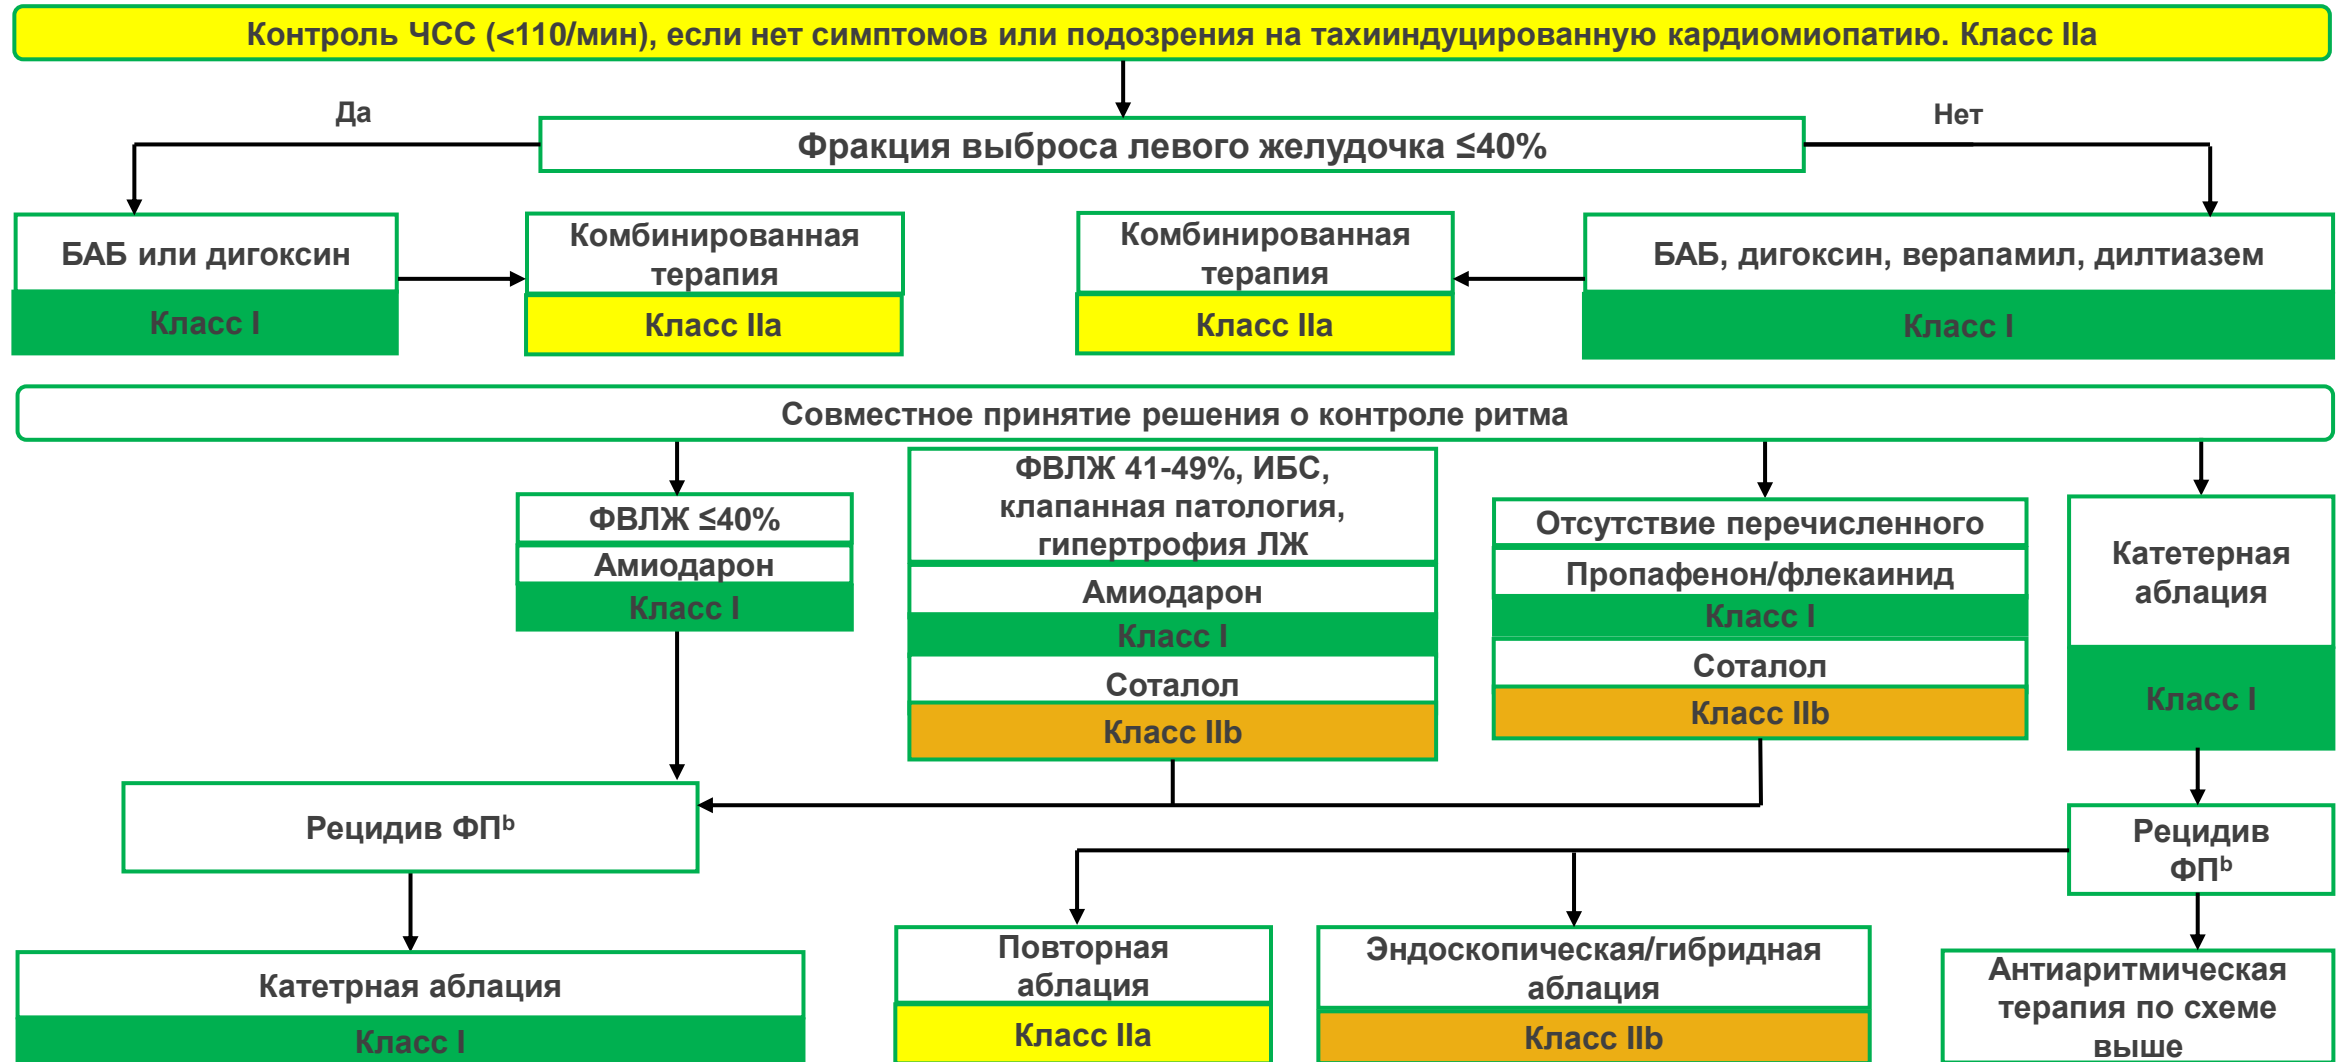 Контроль ЧСС (<110/мин), если нет симптомов или подозрения на тахииндуцированную кардиомиопатию. Класс IIa
Да
Нет
Фракция выброса левого желудочка ≤40%
БАБ или дигоксин
Класс I
Комбинированная
терапия
Класс IIa
Комбинированная
терапия
Класс IIa
БАБ, дигоксин, верапамил, дилтиазем
Класс I
Совместное принятие решения о контроле ритма
ФВЛЖ ≤40%
Амиодарон
Класс I
ФВЛЖ 41-49%, ИБС,
клапанная патология,
гипертрофия ЛЖ
Амиодарон
Класс I
Соталол
Класс IIb
Отсутствие перечисленного
Пропафенон/флекаинид
Класс I
Соталол
Класс IIb
Катетерная
аблация
Класс I
Рецидив ФПᵇ
Рецидив
ФПᵇ
Катетрная аблация
Класс I
Повторная
аблация
Класс IIa
Эндоскопическая/гибридная
аблация
Класс IIb
Антиаритмическая
терапия по схеме
выше